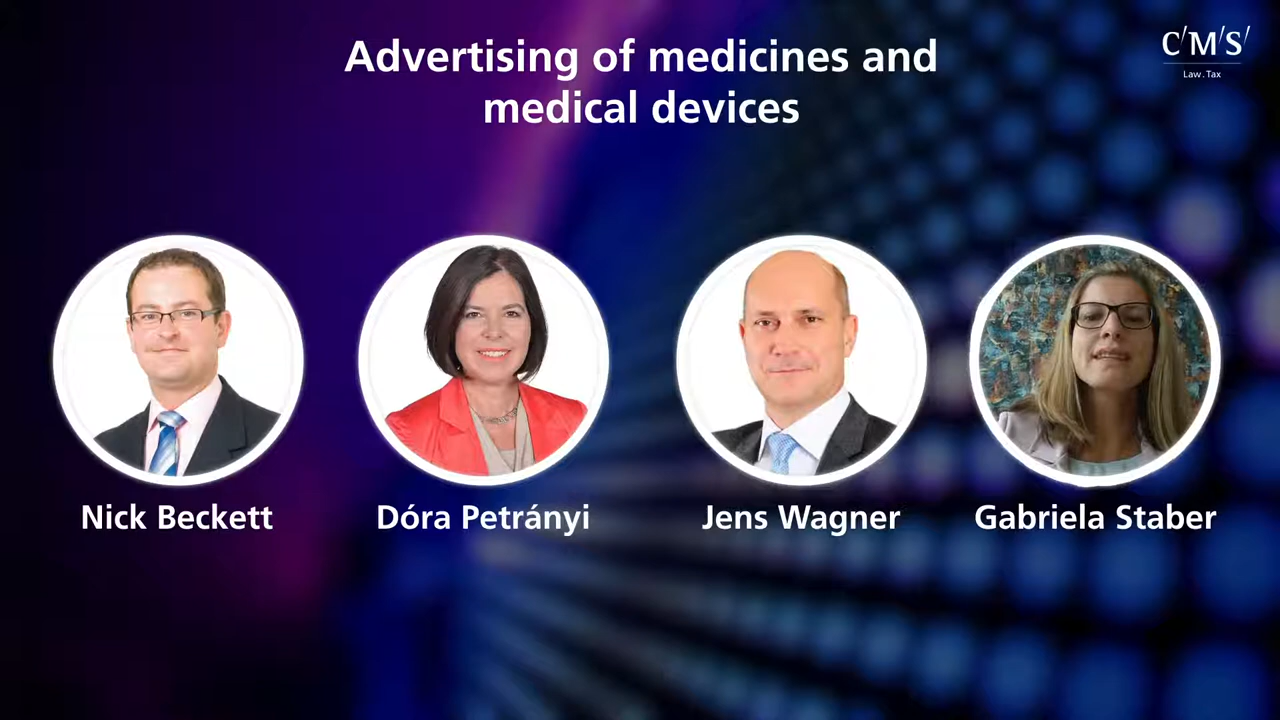 Advertising of medicines and
medical devices
C/M/S/
Law.Tax
Nick Beckett
Dóra Petrányi
Jens Wagner
Gabriela Staber